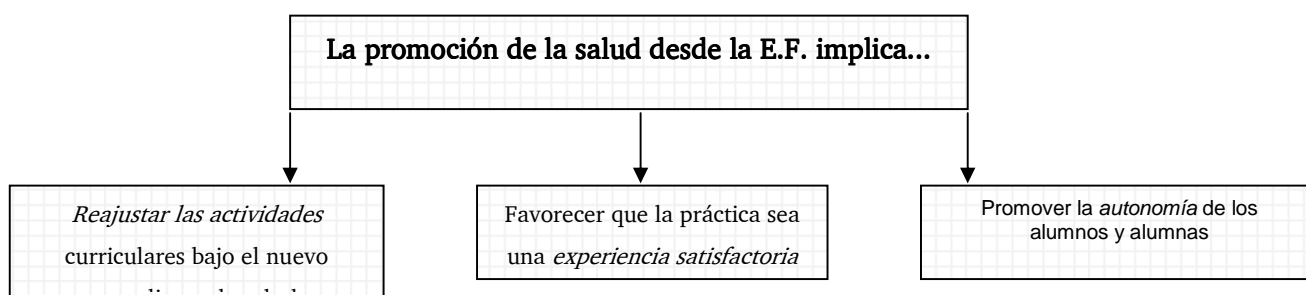 La promoción de la salud desde la E.F. implica...
Reajustar las actividades
curriculares bajo el nuevo
Favorecer que la práctica sea
una experiencia satisfactoria
Promover la autonomía de los
alumnos y alumnas